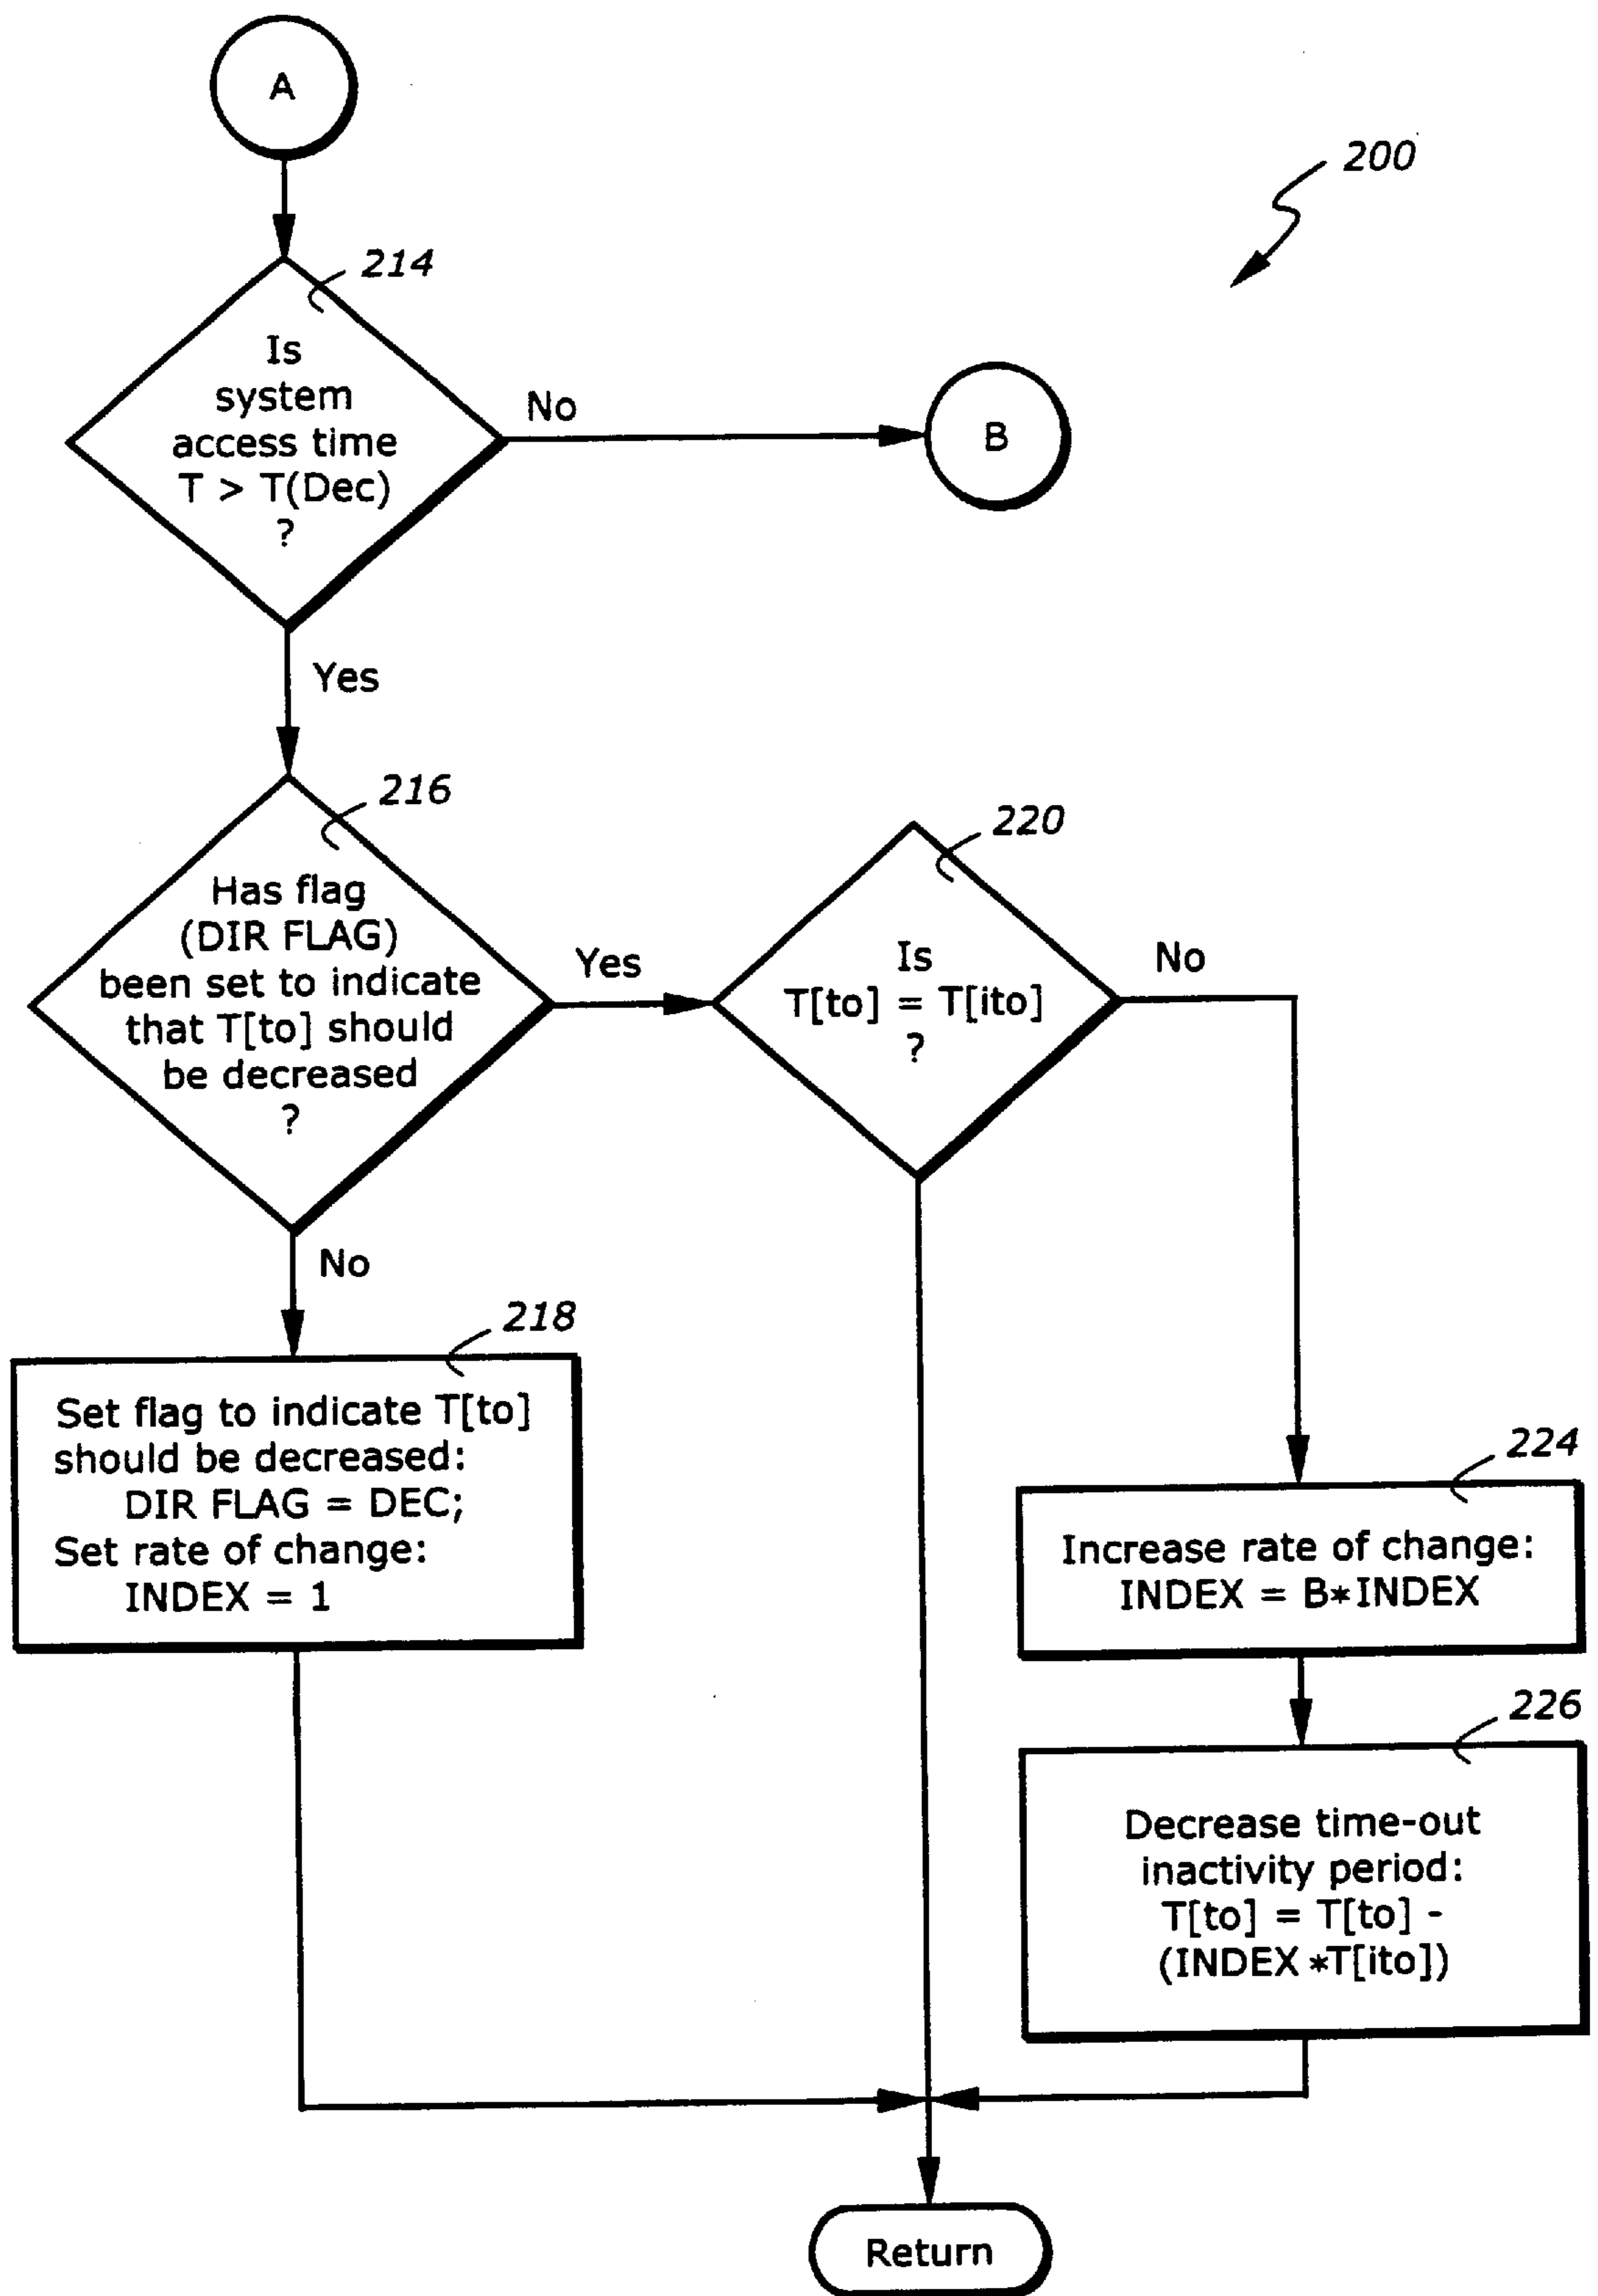 A
200
214
Is
system
access time
T > T(Dec)
?
No
B
Yes
216
Has flag
(DIR FLAG)
been set to indicate
that T[to] should
be decreased
?
Yes
220
Is
T[to] = T[ito]
?
No
No
218
Set flag to indicate T[to]
should be decreased:
DIR FLAG = DEC;
Set rate of change:
INDEX = 1
224
Increase rate of change:
INDEX = B*INDEX
226
Decrease time-out
inactivity period:
T[to] = T[to] -
(INDEX *T[ito])
Return